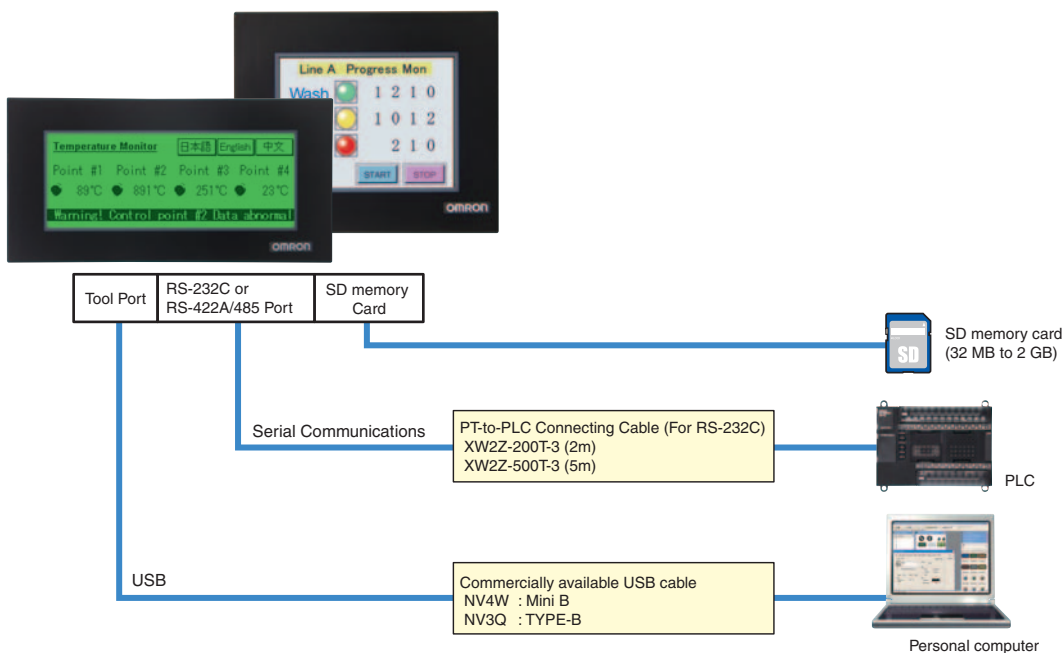 Line A Progress Mon
Wash 1 2 1 0
1 0 1 2
2 1 0
START STOP
OMRON
Temperature Monitor 日本語 English 中文
Point #1 Point #2 Point #3 Point #4
89℃ 891℃ 251℃ 23℃
Warning! Control point #2 Data abnormal
OMRON
Tool Port
RS-232C or
RS-422A/485 Port
SD memory
Card
SD
SD memory card
(32 MB to 2 GB)
Serial Communications
PT-to-PLC Connecting Cable (For RS-232C)
XW2Z-200T-3 (2m)
XW2Z-500T-3 (5m)
PLC
USB
Commercially available USB cable
NV4W : Mini B
NV3Q : TYPE-B
Personal computer